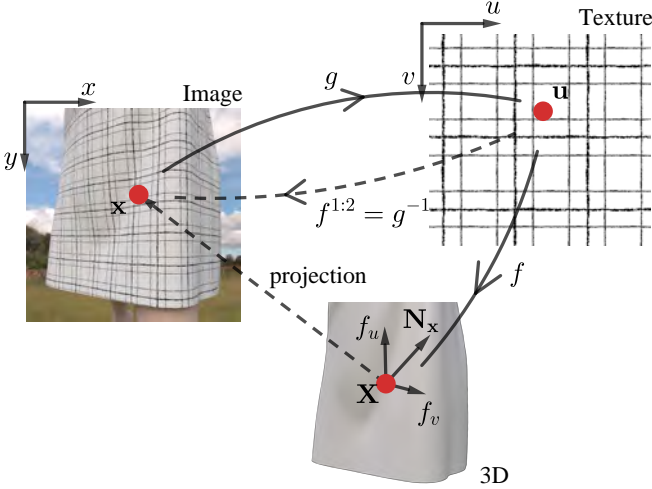 u
Texture
v
u
x
Image
g
y
x
f^{1:2} = g^{-1}
projection
f
f_u
N_x
X
f_v
3D